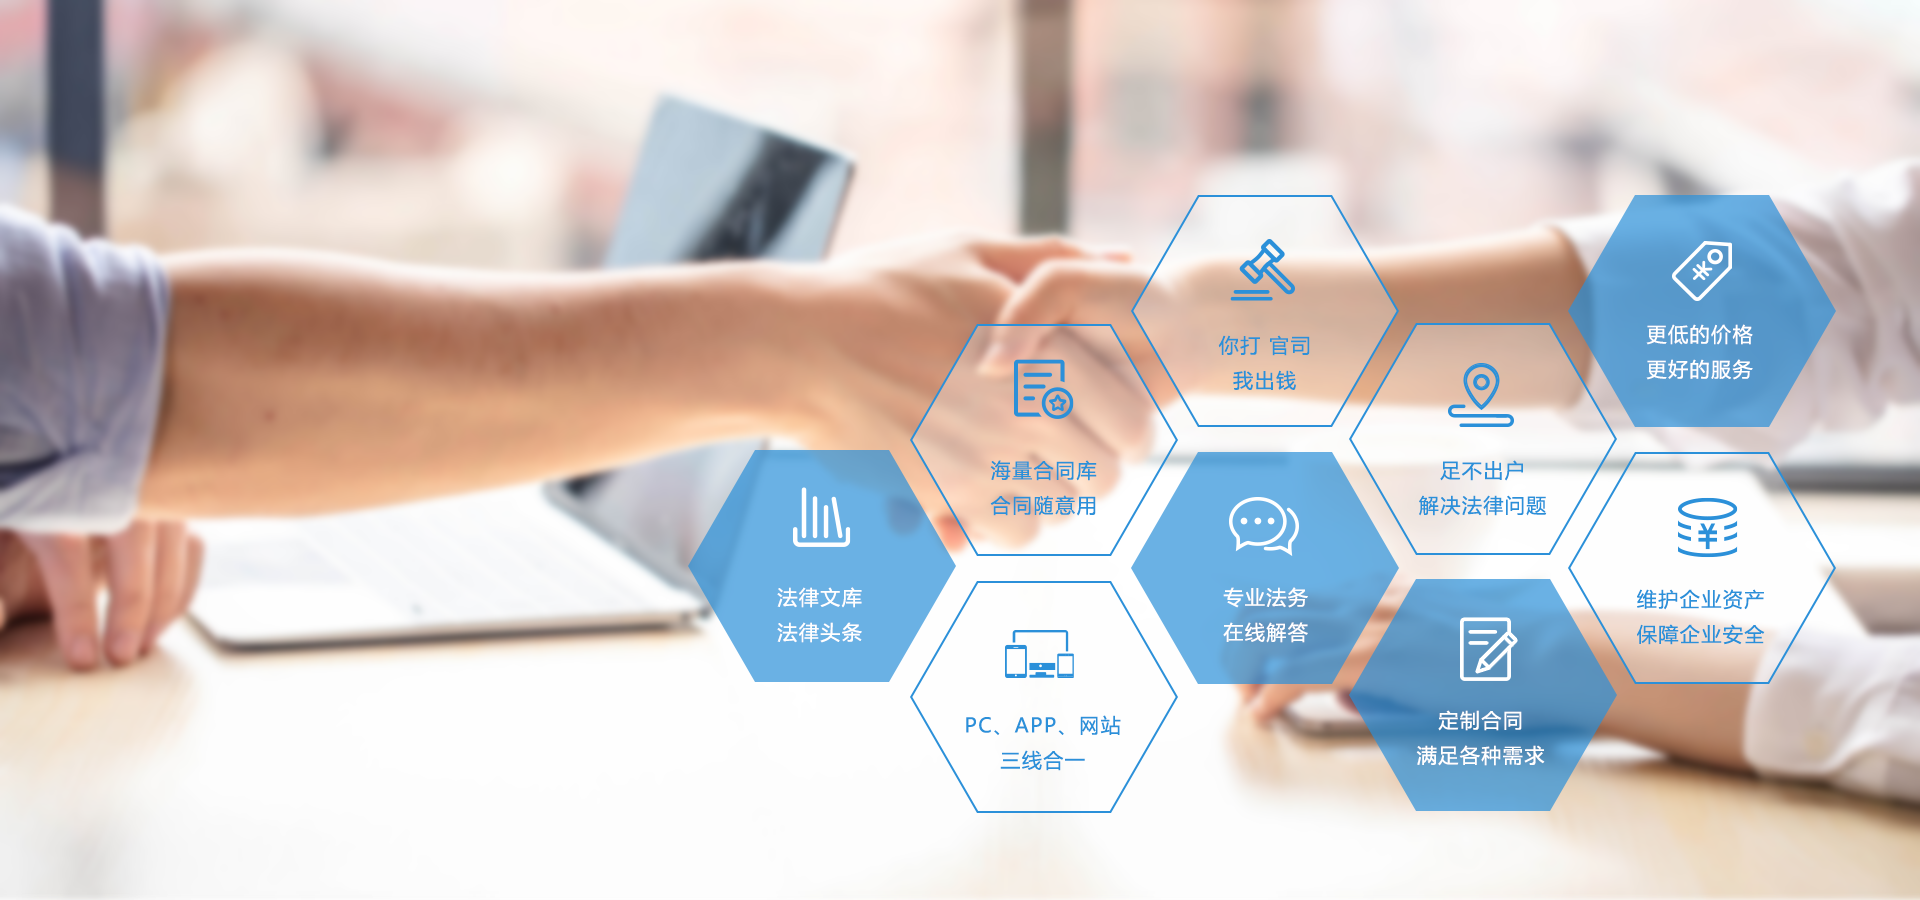 你打 官司
我出钱
更低的价格
更好的服务
海量合同库
合同随意用
足不出户
解决法律问题
法律文库
法律头条
专业法务
在线解答
维护企业资产
保障企业安全
PC、APP、网站
三线合一
定制合同
满足各种需求